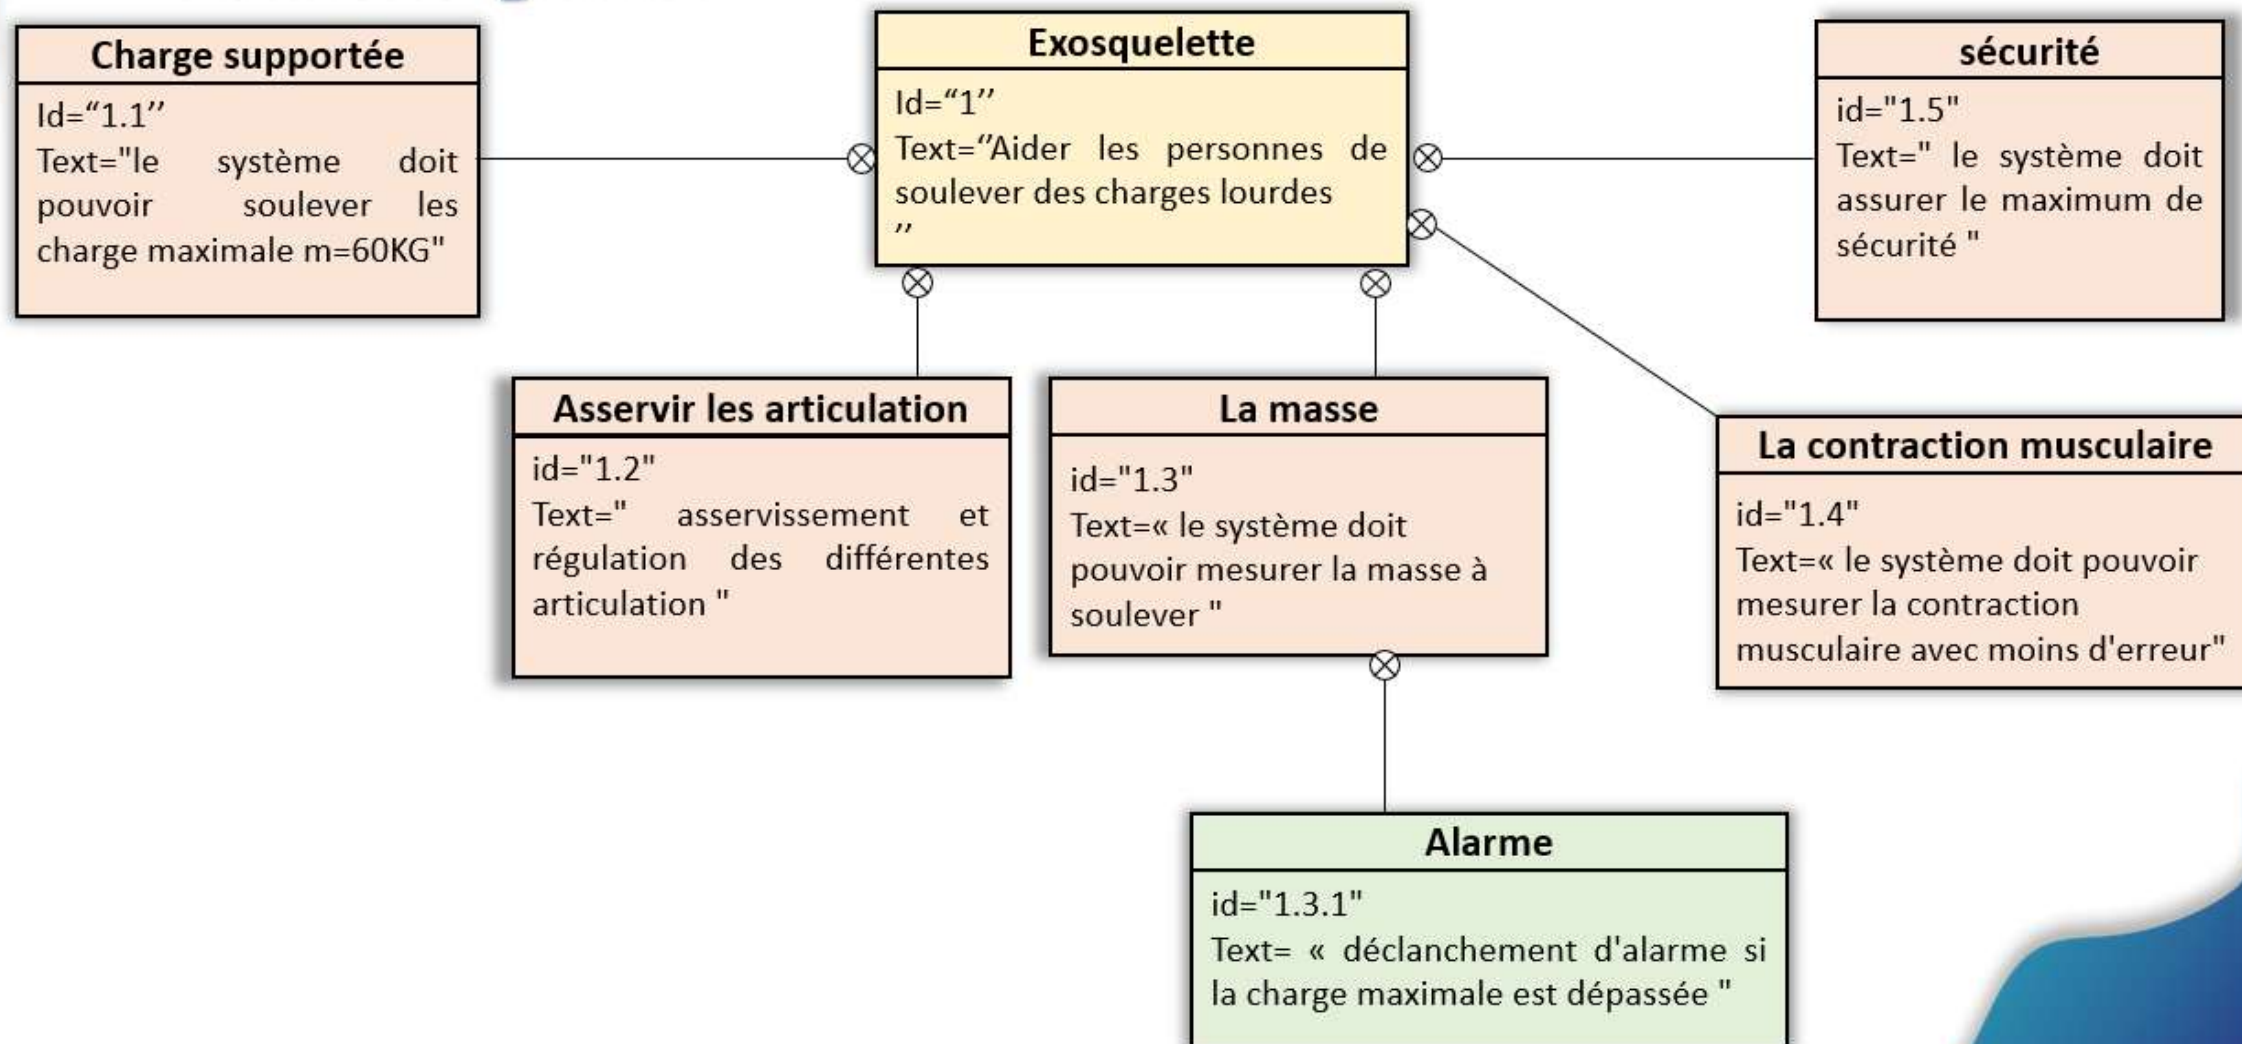 Charge supportée
Id=“1.1’’
Text="le système doit
pouvoir soulever les
charge maximale m=60KG"
Exosquelette
Id=“1’’
Text=‘’Aider les personnes de
soulever des charges lourdes
’’
sécurité
id="1.5"
Text=" le système doit
assurer le maximum de
sécurité "
Asservir les articulation
id="1.2"
Text=" asservissement et
régulation des différentes
articulation "
La masse
id="1.3"
Text=« le système doit
pouvoir mesurer la masse à
soulever "
La contraction musculaire
id="1.4"
Text=« le système doit pouvoir
mesurer la contraction
musculaire avec moins d'erreur"
Alarme
id="1.3.1"
Text= « déclanchement d'alarme si
la charge maximale est dépassée "